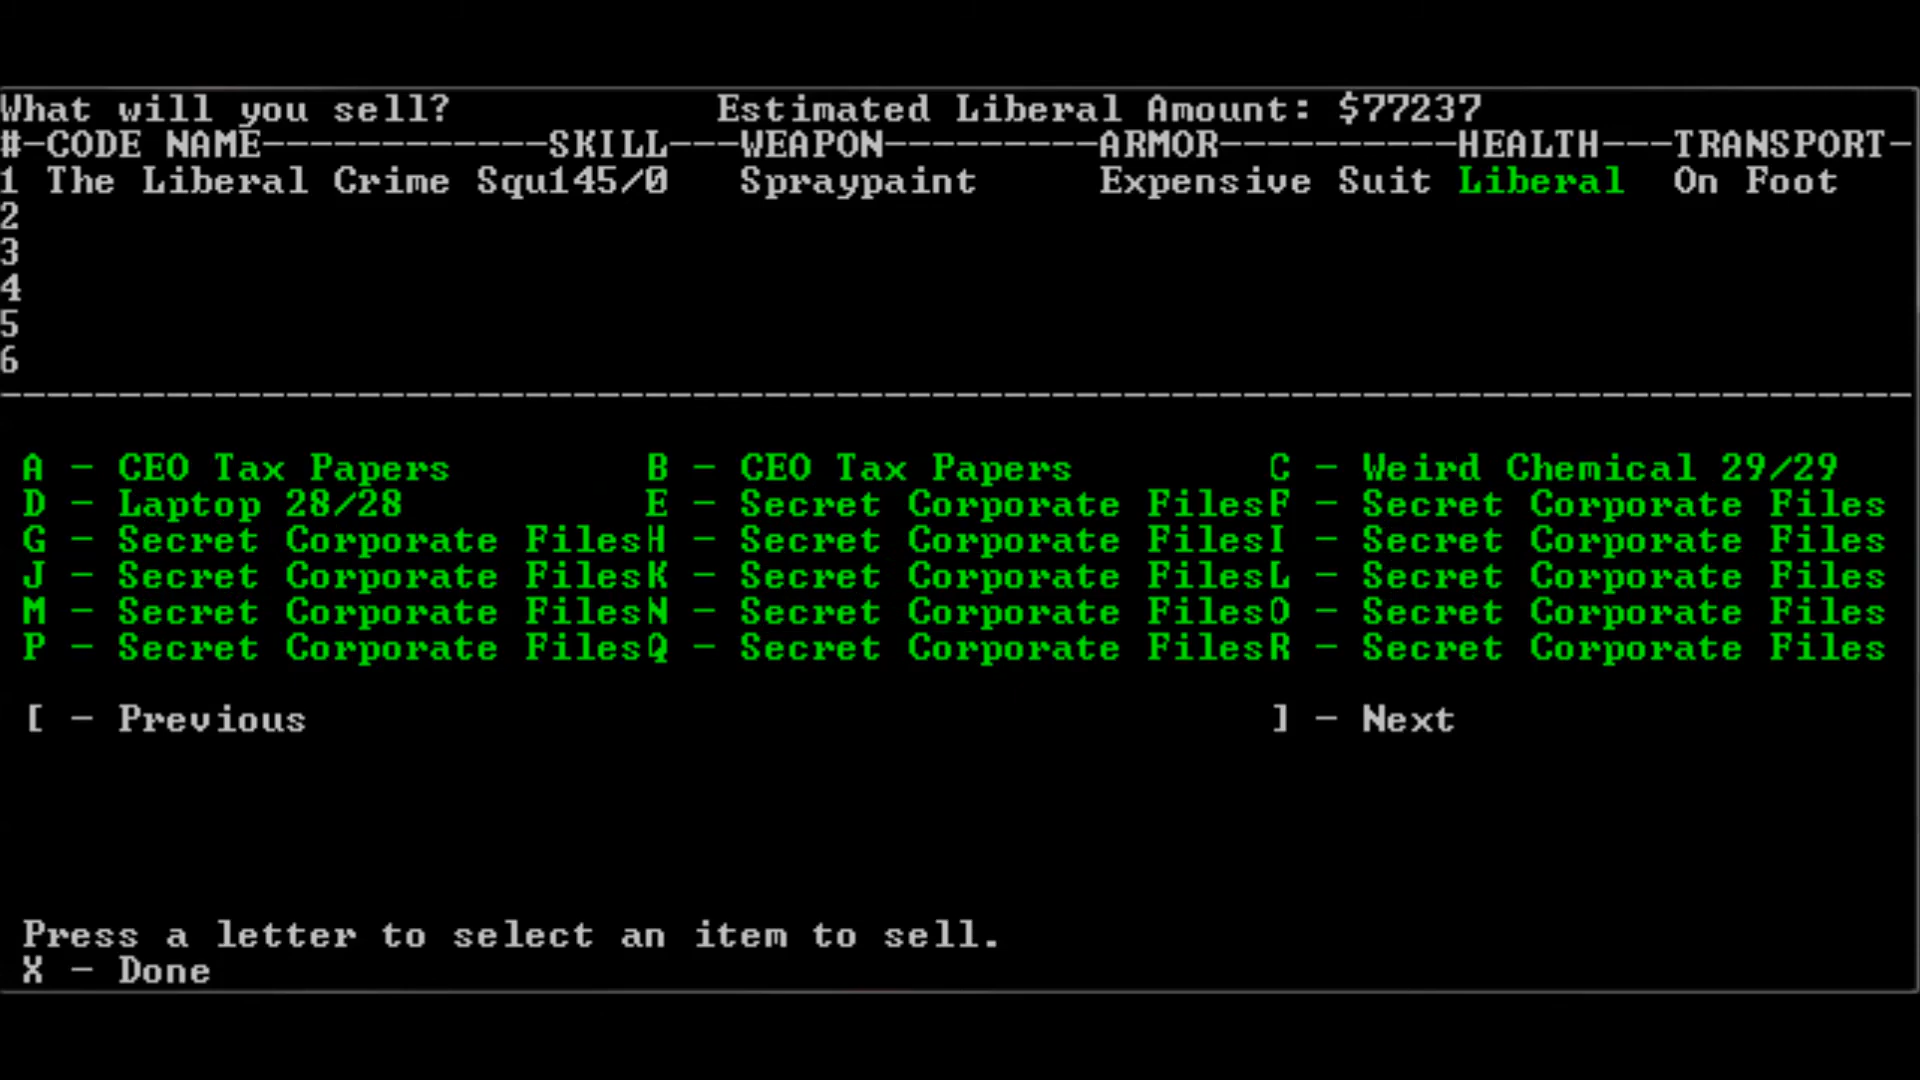 What will you sell? Estimated Liberal Amount: $77237
#-CODE NAME------------SKILL---WEAPON---------ARMOR----------HEALTH---TRANSPORT-
1 The Liberal Crime Squ145/0 Spraypaint Expensive Suit Liberal On Foot
2
3
4
5
6
--------------------------------------------------------------------------------
A - CEO Tax Papers B - CEO Tax Papers C - Weird Chemical 29/29
D - Laptop 28/28 E - Secret Corporate FilesF - Secret Corporate Files
G - Secret Corporate FilesH - Secret Corporate FilesI - Secret Corporate Files
J - Secret Corporate FilesK - Secret Corporate FilesL - Secret Corporate Files
M - Secret Corporate FilesN - Secret Corporate FilesO - Secret Corporate Files
P - Secret Corporate FilesQ - Secret Corporate FilesR - Secret Corporate Files
[ - Previous ] - Next
Press a letter to select an item to sell.
X - Done